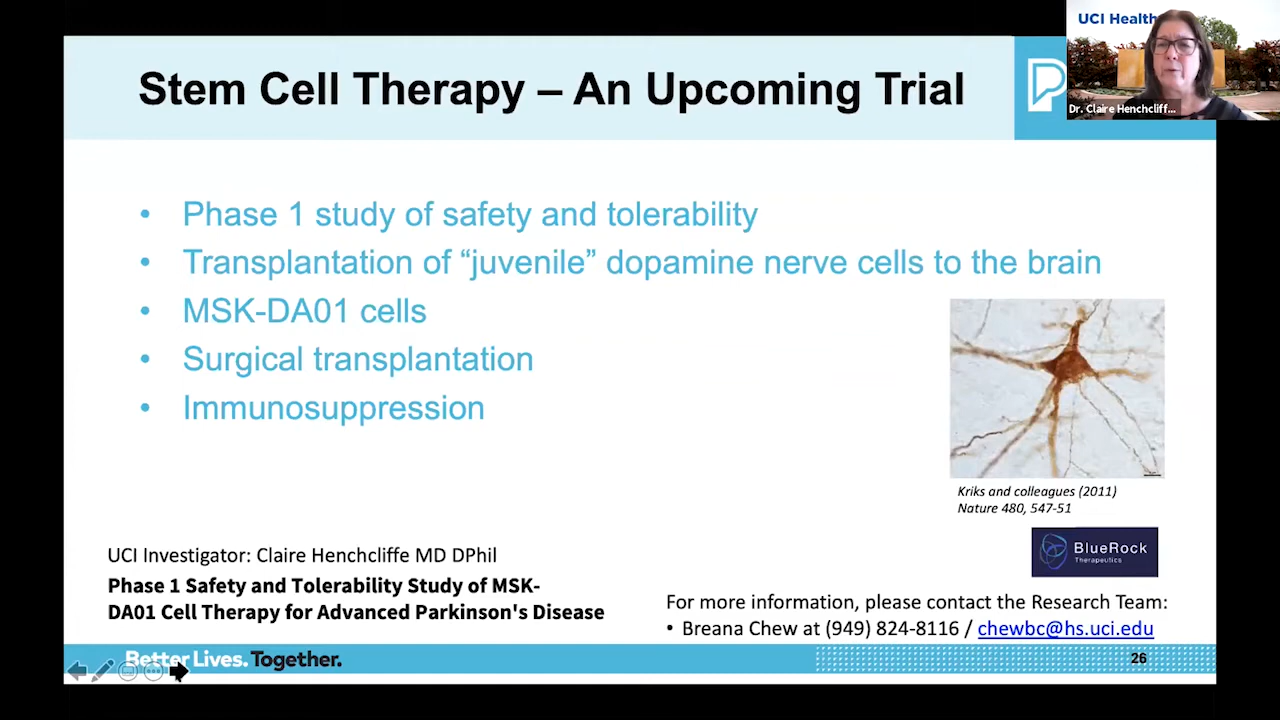 UCI Health
Dr. Claire Henchcliff...
Stem Cell Therapy – An Upcoming Trial
• Phase 1 study of safety and tolerability
• Transplantation of “juvenile” dopamine nerve cells to the brain
• MSK-DA01 cells
• Surgical transplantation
• Immunosuppression
Kriks and colleagues (2011)
Nature 480, 547-51
BlueRock
Therapeutics
UCI Investigator: Claire Henchcliffe MD DPhil
Phase 1 Safety and Tolerability Study of MSK-
DA01 Cell Therapy for Advanced Parkinson's Disease
For more information, please contact the Research Team:
• Breana Chew at (949) 824-8116 / chewbc@hs.uci.edu
Better Lives. Together.
26